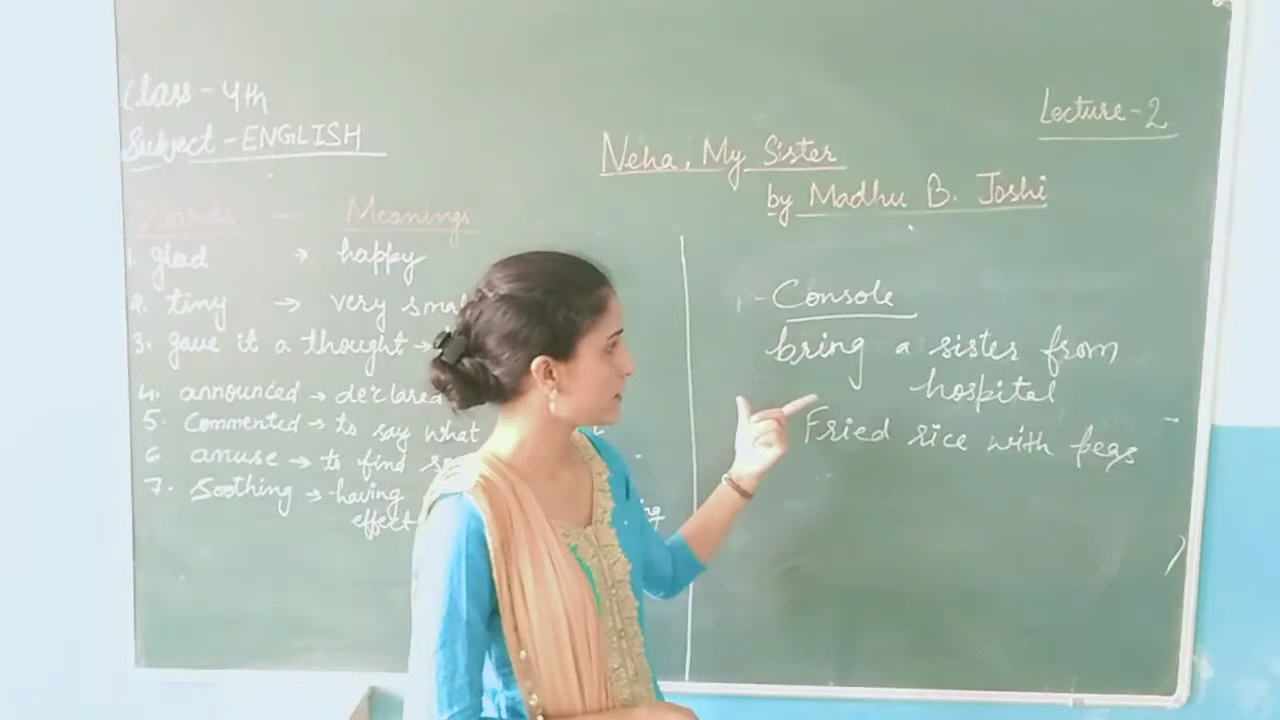 Class - 4th
Subject - ENGLISH
Lecture - 2
Neha, My Sister
by Madhu B. Joshi
Words - Meanings
1. glad → happy
2. tiny → very
3. gave it a thought →
4. announced → declared
5. Commented → to say what
6. amuse → to find
7. Soothing → having
effect
Console
bring a sister from
hospital
Fried rice with peas